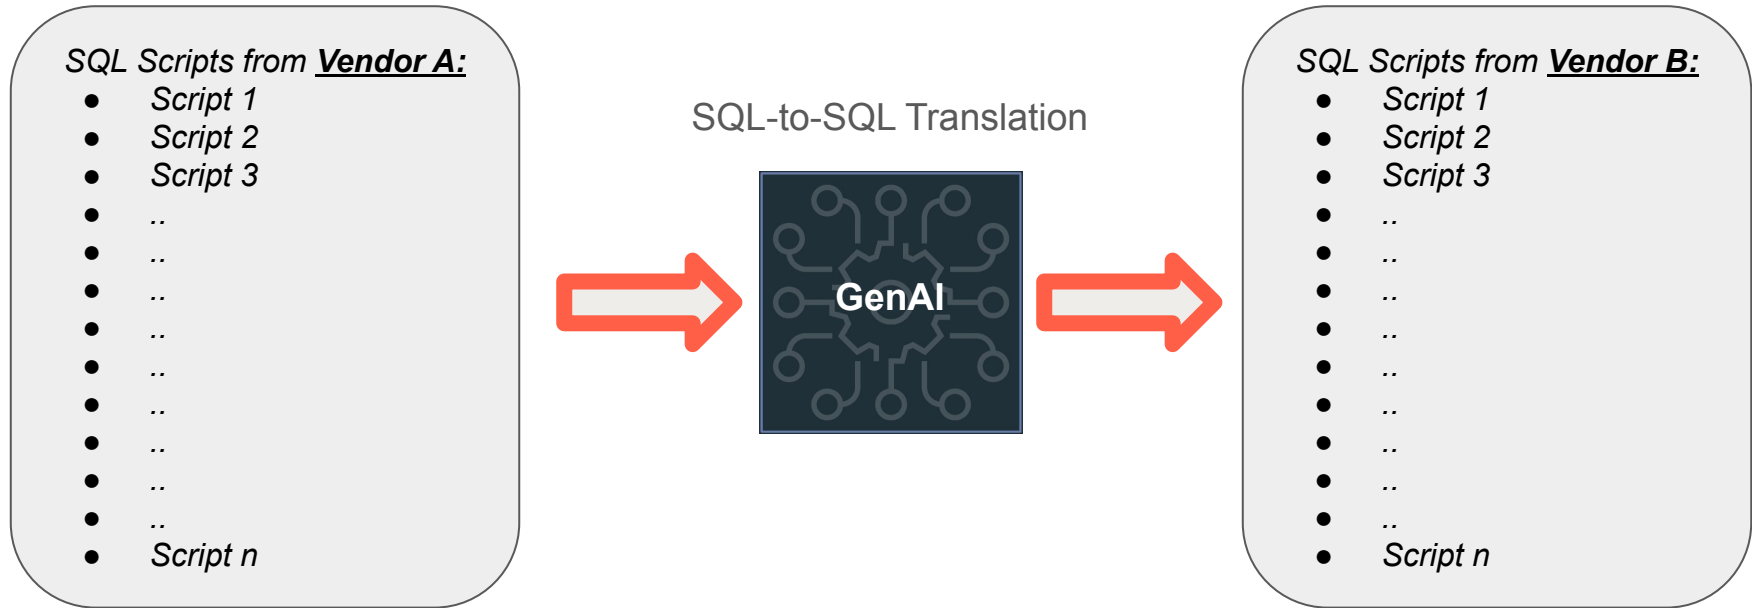 SQL Scripts from Vendor A:
● Script 1
● Script 2
● Script 3
● ..
● ..
● ..
● ..
● ..
● ..
● ..
● ..
● ..
● Script n
SQL-to-SQL Translation
GenAI
SQL Scripts from Vendor B:
● Script 1
● Script 2
● Script 3
● ..
● ..
● ..
● ..
● ..
● ..
● ..
● ..
● ..
● Script n